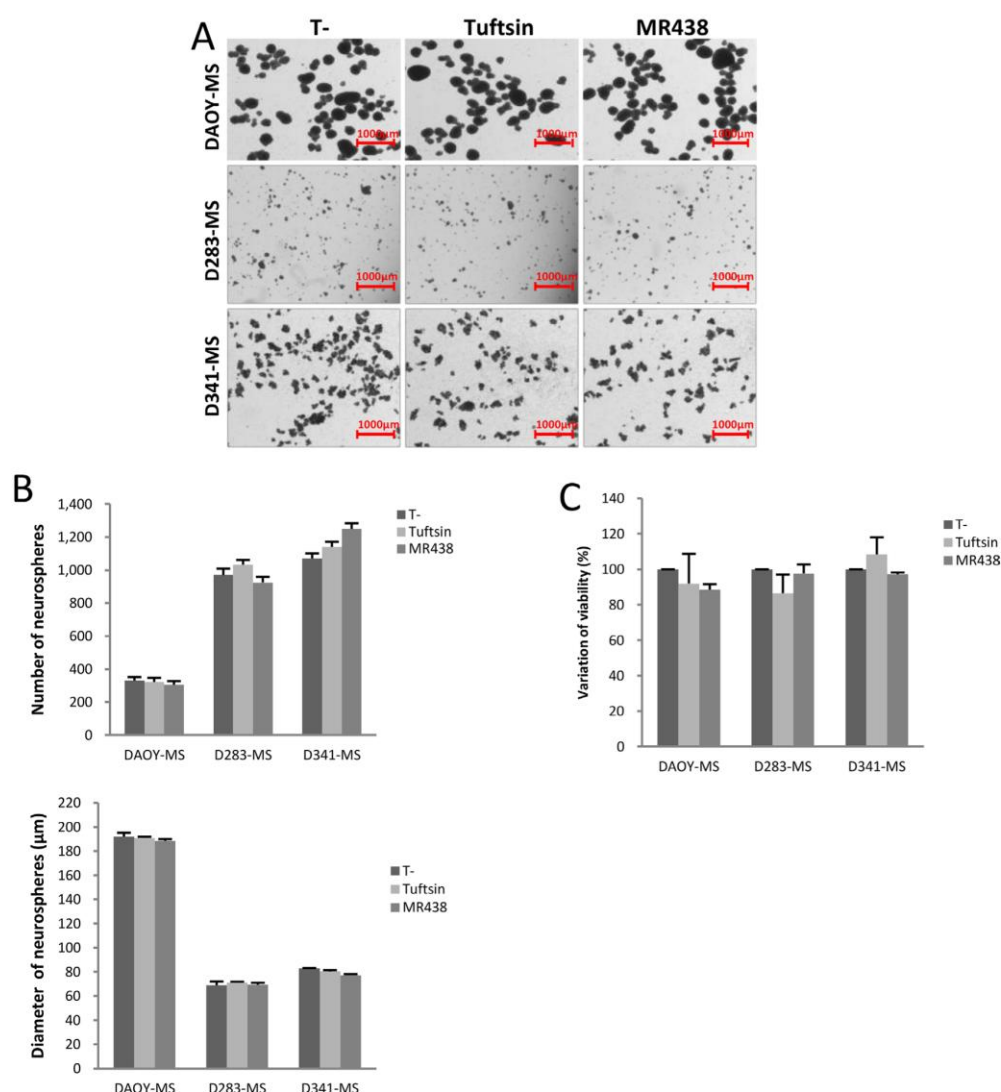 A
T- Tuftsin MR438
DAOY-MS
1000µm 1000µm 1000µm
D283-MS
1000µm 1000µm 1000µm
D341-MS
1000µm 1000µm 1000µm
B
Number of neurospheres
1,400
1,200
1,000
800
600
400
200
0
DAOY-MS D283-MS D341-MS
T-
Tuftsin
MR438
C
Variation of viability (%)
140
120
100
80
60
40
20
0
DAOY-MS D283-MS D341-MS
T-
Tuftsin
MR438
Diameter of neurospheres (µm)
220
200
180
160
140
120
100
80
60
40
20
0
DAOY-MS D283-MS D341-MS
T-
Tuftsin
MR438